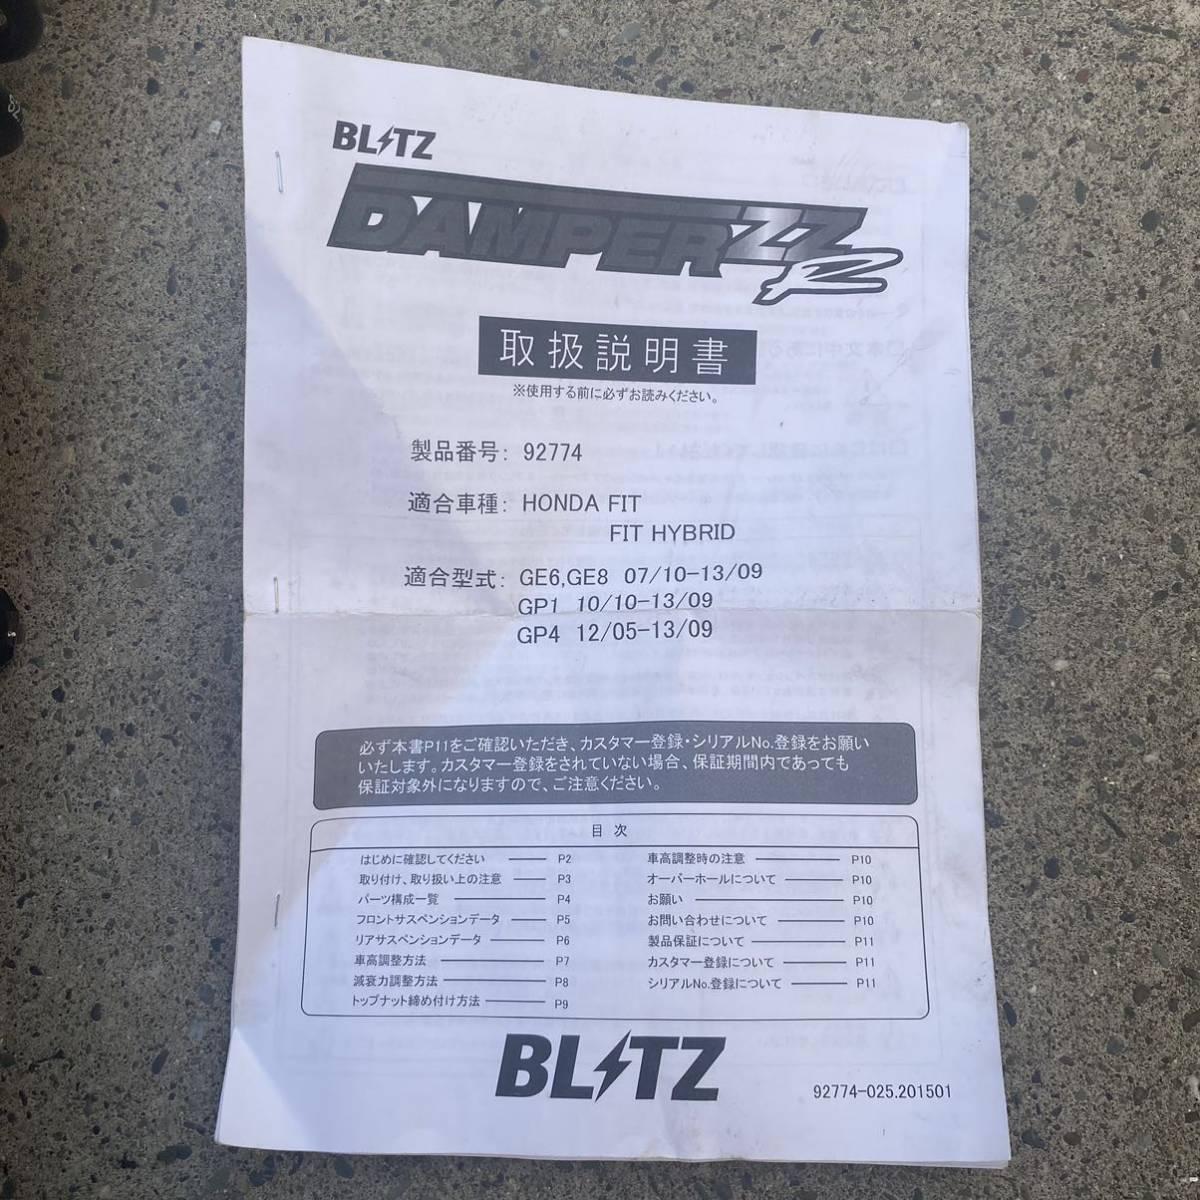 BLITZ
DAMPER ZZ R
取扱説明書
※使用する前に必ずお読みください。
製品番号: 92774
適合車種: HONDA FIT
FIT HYBRID
適合型式: GE6,GE8 07/10-13/09
GP1 10/10-13/09
GP4 12/05-13/09
必ず本書P11をご確認いただき、カスタマー登録・シリアルNo.登録をお願い
いたします。カスタマー登録をされていない場合、保証期間内であっても
保証対象外になりますので、ご注意ください。
目 次
はじめに確認してください P2
取り付け、取り扱い上の注意 P3
パーツ構成一覧 P4
フロントサスペンションデータ P5
リアサスペンションデータ P6
車高調整方法 P7
減衰力調整方法 P8
トップナット締め付け方法 P9
車高調整時の注意 P10
オーバーホールについて P10
お願い P10
お問い合わせについて P10
製品保証について P11
カスタマー登録について P11
シリアルNo.登録について P11
BLITZ
92774-025.201501